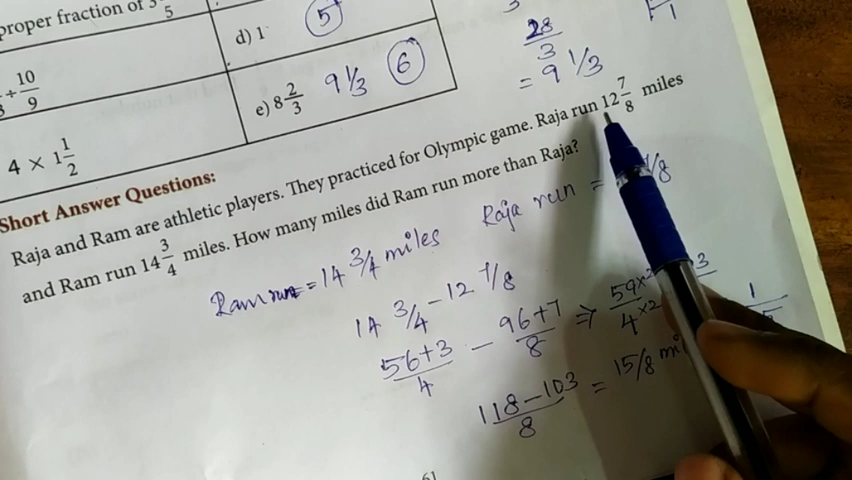 proper fraction of 3 /5
d) 1 5
÷ 10/9
e) 8 2/3 9 1/3 6
28/3
= 9 1/3
4 × 1 1/2
Short Answer Questions:
Raja and Ram are athletic players. They practiced for Olympic game. Raja run 12 7/8 miles
and Ram run 14 3/4 miles. How many miles did Ram run more than Raja?
Raja run = /8
Ram run = 14 3/4 miles
14 3/4 - 12 7/8
56+3/4 - 96+7/8 ⇒ 59×2/4×2
118-103/8 = 15/8 mil
61